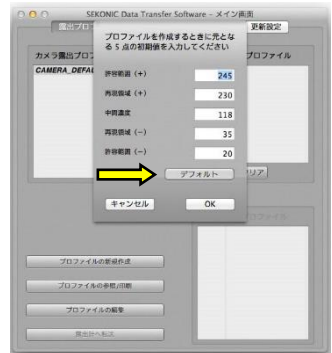 SEKONIC Data Transfer Software – メイン画面
露出プロ
更新設定
プロファイルを作成するときに元とな
る5点の初期値を入力してください
カメラ露出プロフ
プロファイル
CAMERA_DEFAU
許容範囲 (+) 245
再現領域 (+) 230
中間濃度 118
再現領域 (−) 35
許容範囲 (−) 20
デフォルト
リア
キャンセル
OK
プロファイルの新規作成
プロファイルの参照/印刷
プロファイルの編集
露出計へ転送